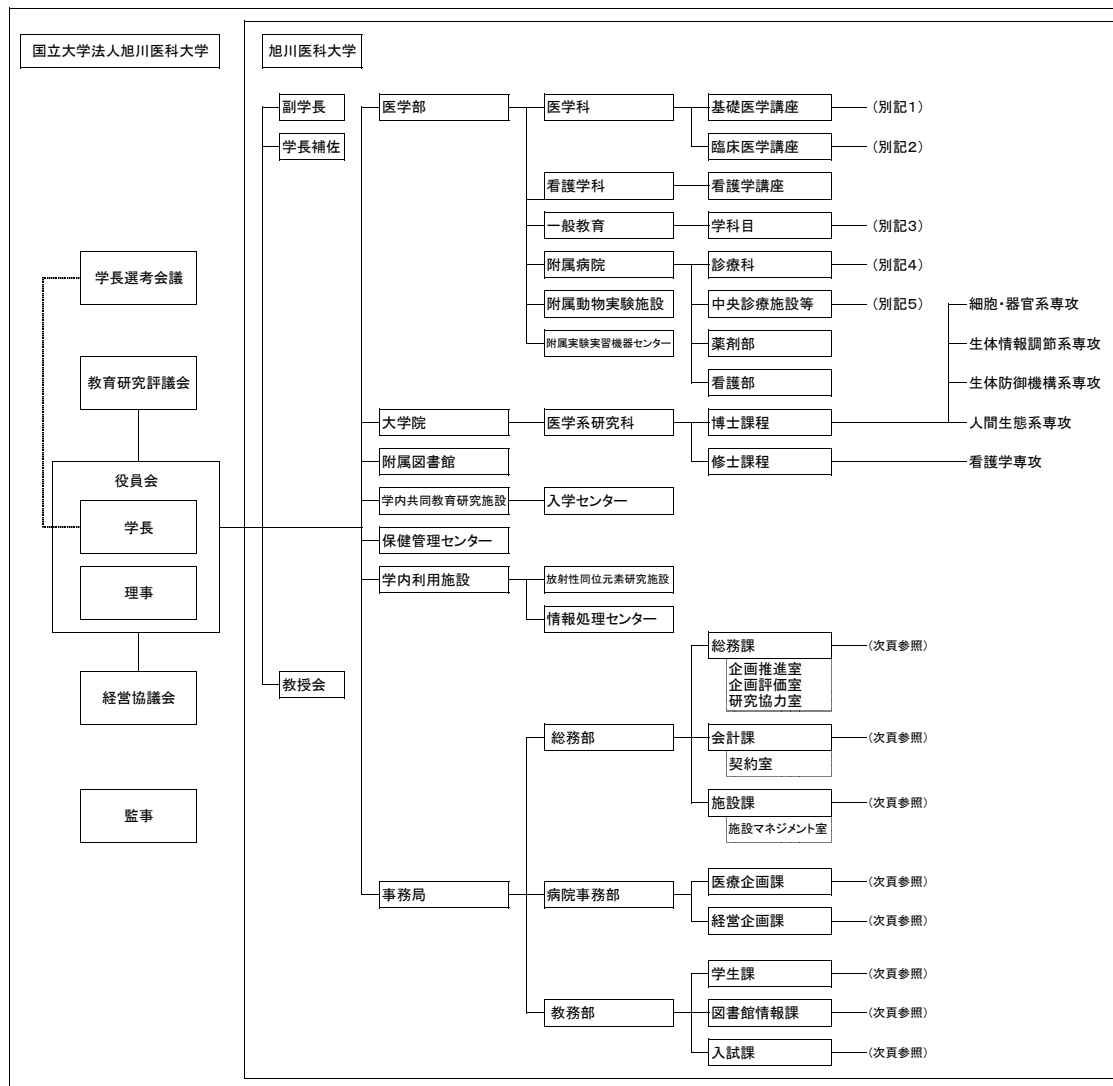 国立大学法人旭川医科大学
旭川医科大学
副学長
医学部
医学科
基礎医学講座
(別記1)
学長補佐
臨床医学講座
(別記2)
看護学科
看護学講座
一般教育
学科目
(別記3)
学長選考会議
附属病院
診療科
(別記4)
附属動物実験施設
中央診療施設等
(別記5)
細胞・器官系専攻
附属実験実習機器センター
薬剤部
生体情報調節系専攻
教育研究評議会
看護部
生体防御機構系専攻
大学院
医学系研究科
博士課程
人間生態系専攻
役員会
附属図書館
修士課程
看護学専攻
学長
学内共同教育研究施設
入学センター
保健管理センター
理事
学内利用施設
放射性同位元素研究施設
情報処理センター
総務課
(次頁参照)
企画推進室
企画評価室
研究協力室
経営協議会
教授会
総務部
会計課
(次頁参照)
契約室
監事
施設課
(次頁参照)
施設マネジメント室
事務局
病院事務部
医療企画課
(次頁参照)
経営企画課
(次頁参照)
学生課
(次頁参照)
教務部
図書館情報課
(次頁参照)
入試課
(次頁参照)